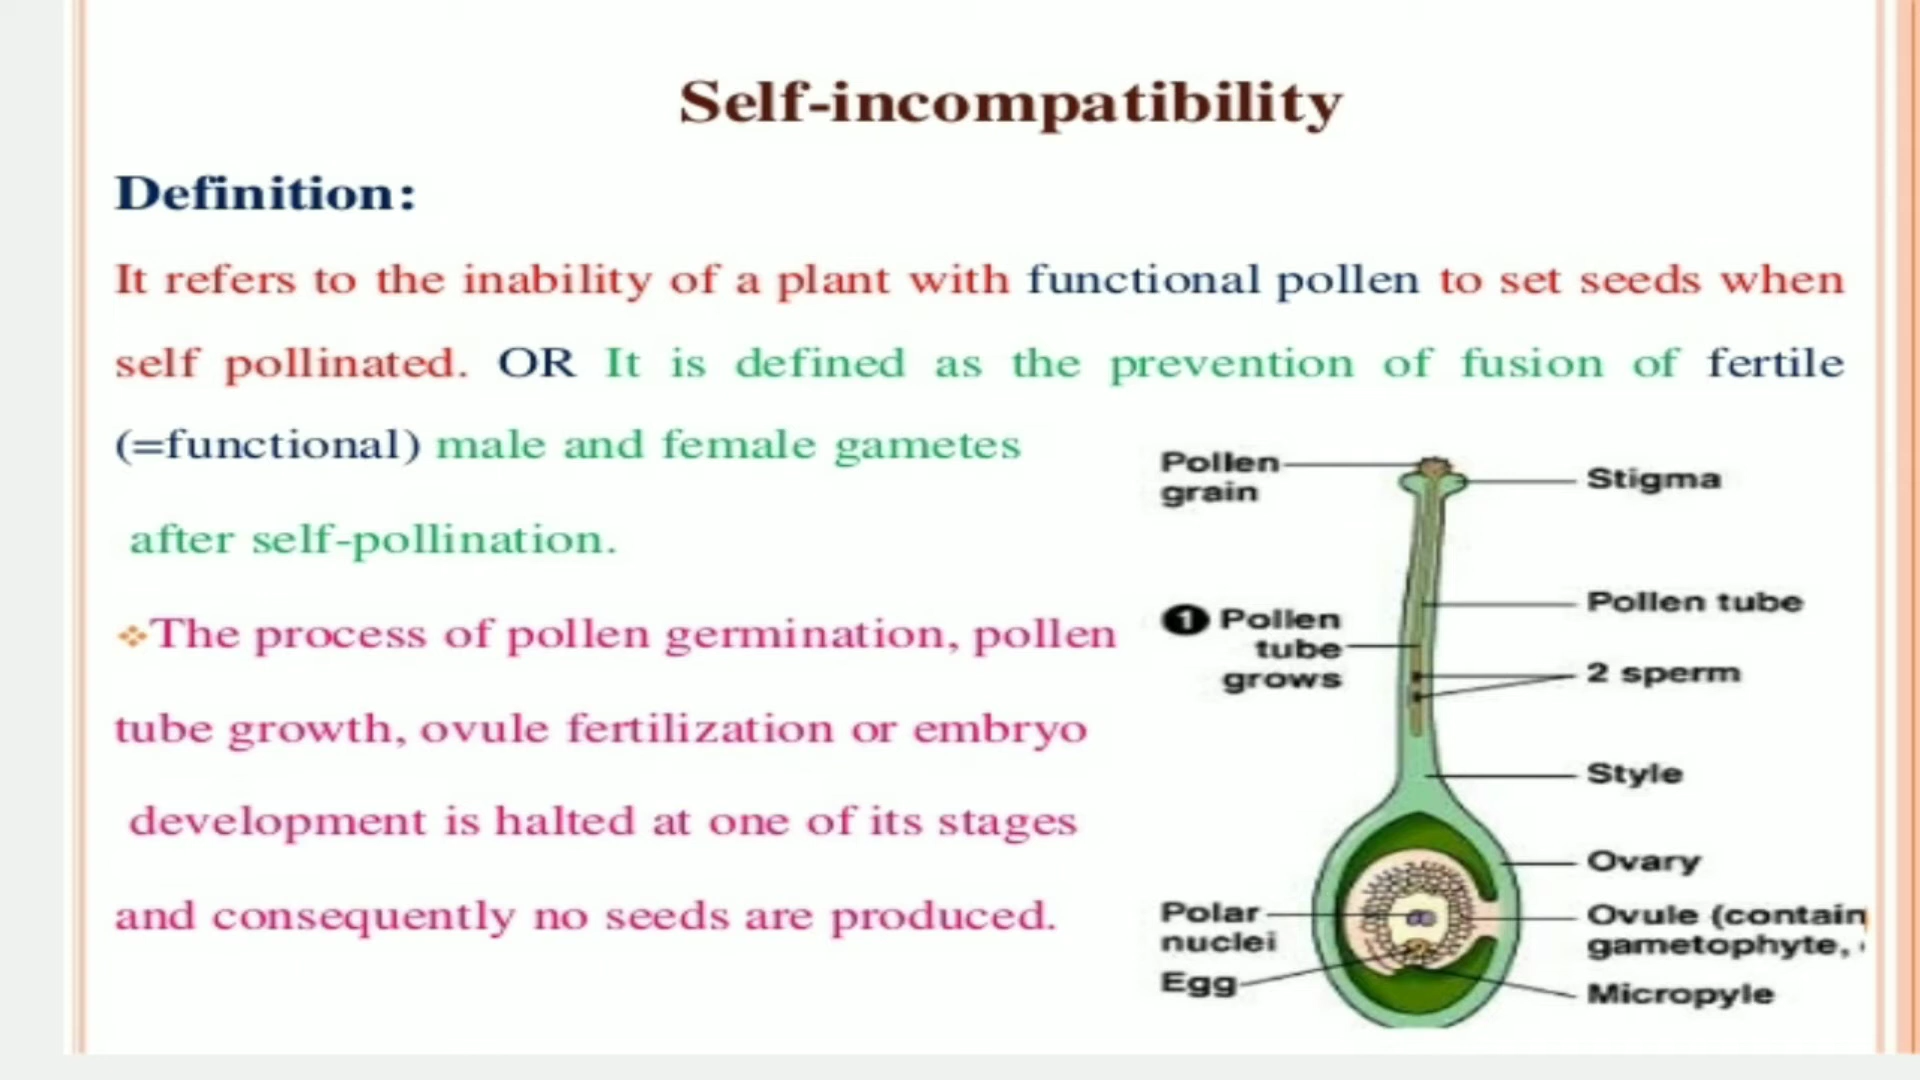 Self-incompatibility
Definition:
It refers to the inability of a plant with functional pollen to set seeds when
self pollinated. OR It is defined as the prevention of fusion of fertile
(=functional) male and female gametes
after self-pollination.
❖The process of pollen germination, pollen
tube growth, ovule fertilization or embryo
development is halted at one of its stages
and consequently no seeds are produced.
Pollen
grain
Stigma
1 Pollen
tube
grows
Pollen tube
2 sperm
Style
Ovary
Polar
nuclei
Ovule (contain
gametophyte,
Egg
Micropyle